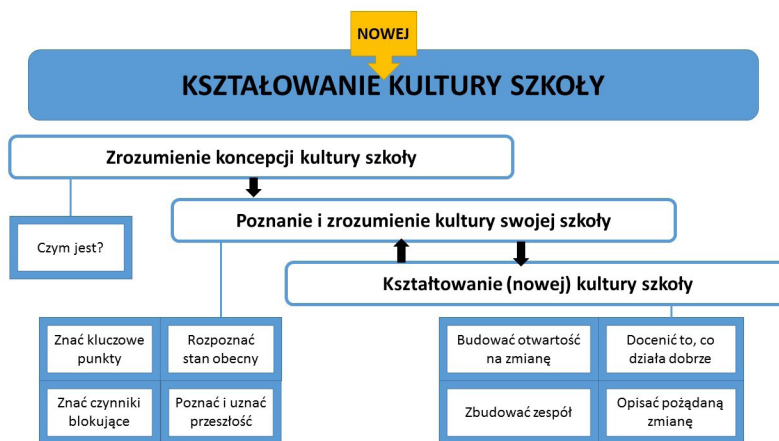 NOWEJ
KSZTAŁOWANIE KULTURY SZKOŁY
Zrozumienie koncepcji kultury szkoły
Czym jest?
Poznanie i zrozumienie kultury swojej szkoły
Kształtowanie (nowej) kultury szkoły
Znać kluczowe
punkty
Rozpoznać
stan obecny
Znać czynniki
blokujące
Poznać i uznać
przeszłość
Budować otwartość
na zmianę
Docenić to, co
działa dobrze
Zbudować zespół
Opisać pożądaną
zmianę